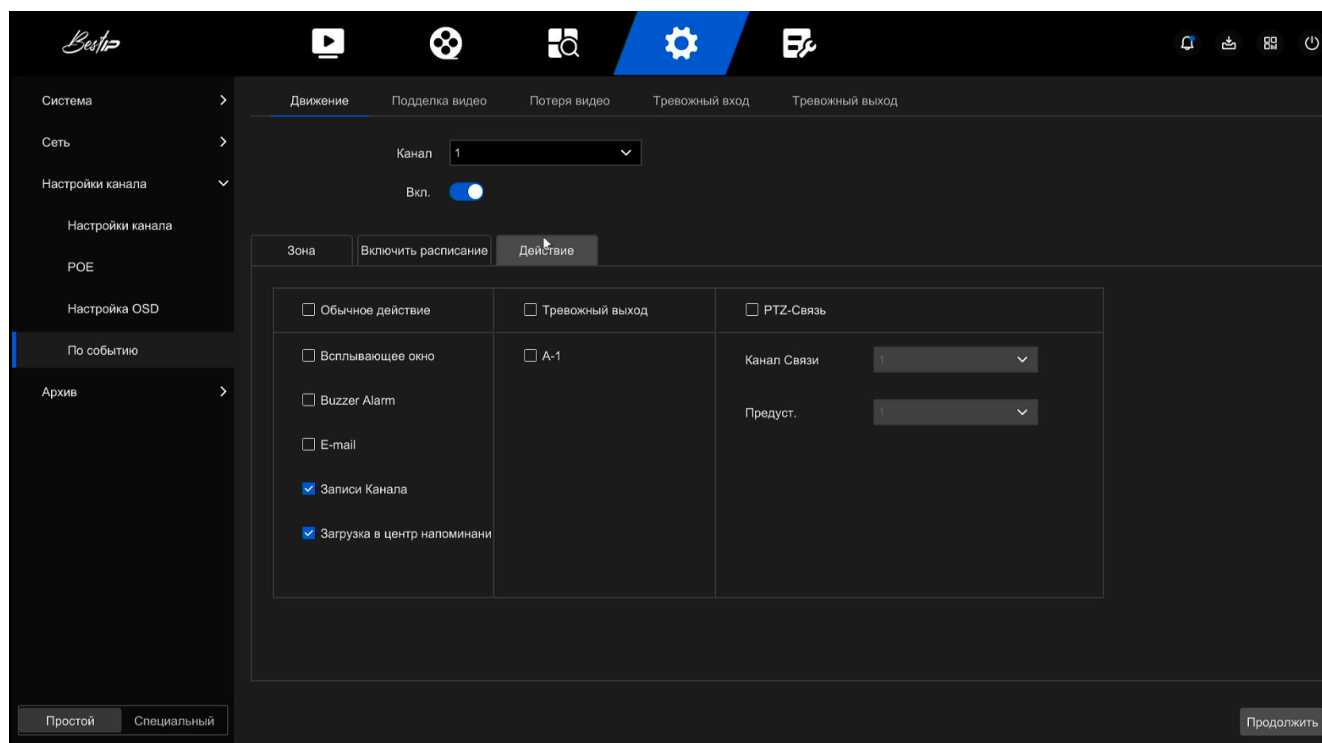 BestIP
Система
Сеть
Настройки канала
Настройки канала
POE
Настройка OSD
По событию
Архив
Простой Специальный
Движение Подделка видео Потеря видео Тревожный вход Тревожный выход
Канал 1
Вкл.
Зона Включить расписание Действие
Обычное действие Тревожный выход PTZ-Связь
Всплывающее окно A-1 Канал Связи 1
Buzzer Alarm
Предуст. 1
E-mail
Записи Канала
Загрузка в центр напоминани
Продолжить